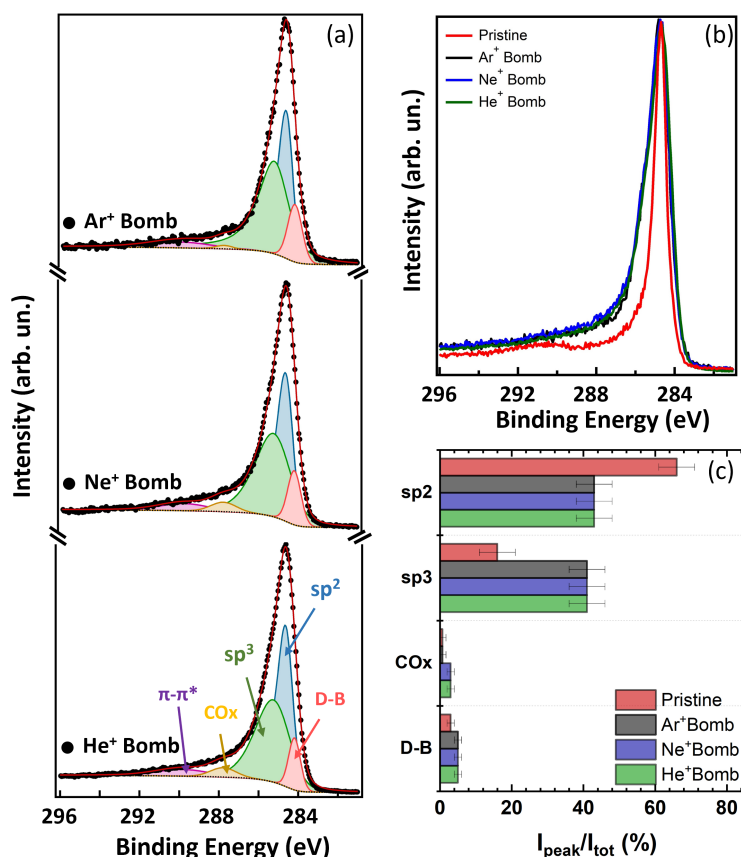 (a)
Intensity (arb. un.)
Ar⁺ Bomb
Ne⁺ Bomb
He⁺ Bomb
sp²
sp³
π-π*
COx
D-B
296 292 288 284
Binding Energy (eV)
(b)
Intensity (arb. un.)
Pristine
Ar⁺ Bomb
Ne⁺ Bomb
He⁺ Bomb
296 292 288 284
Binding Energy (eV)
(c)
sp2
sp3
COx
D-B
Pristine
Ar⁺Bomb
Ne⁺Bomb
He⁺Bomb
0 20 40 60 80
Iₚₑₐₖ/Iₜₒₜ (%)